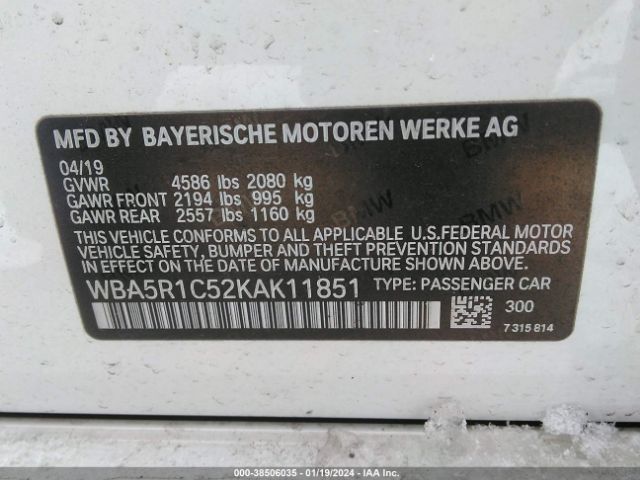 MFD BY BAYERISCHE MOTOREN WERKE AG
04/19
GVWR 4586 lbs 2080 kg
GAWR FRONT 2194 lbs 995 kg
GAWR REAR 2557 lbs 1160 kg
THIS VEHICLE CONFORMS TO ALL APPLICABLE U.S.FEDERAL MOTOR
VEHICLE SAFETY, BUMPER AND THEFT PREVENTION STANDARDS
IN EFFECT ON THE DATE OF MANUFACTURE SHOWN ABOVE.
WBA5R1C52KAK11851 TYPE: PASSENGER CAR
300
7315814
BMW
BMW
000-38506035 - 01/19/2024 - IAA Inc.